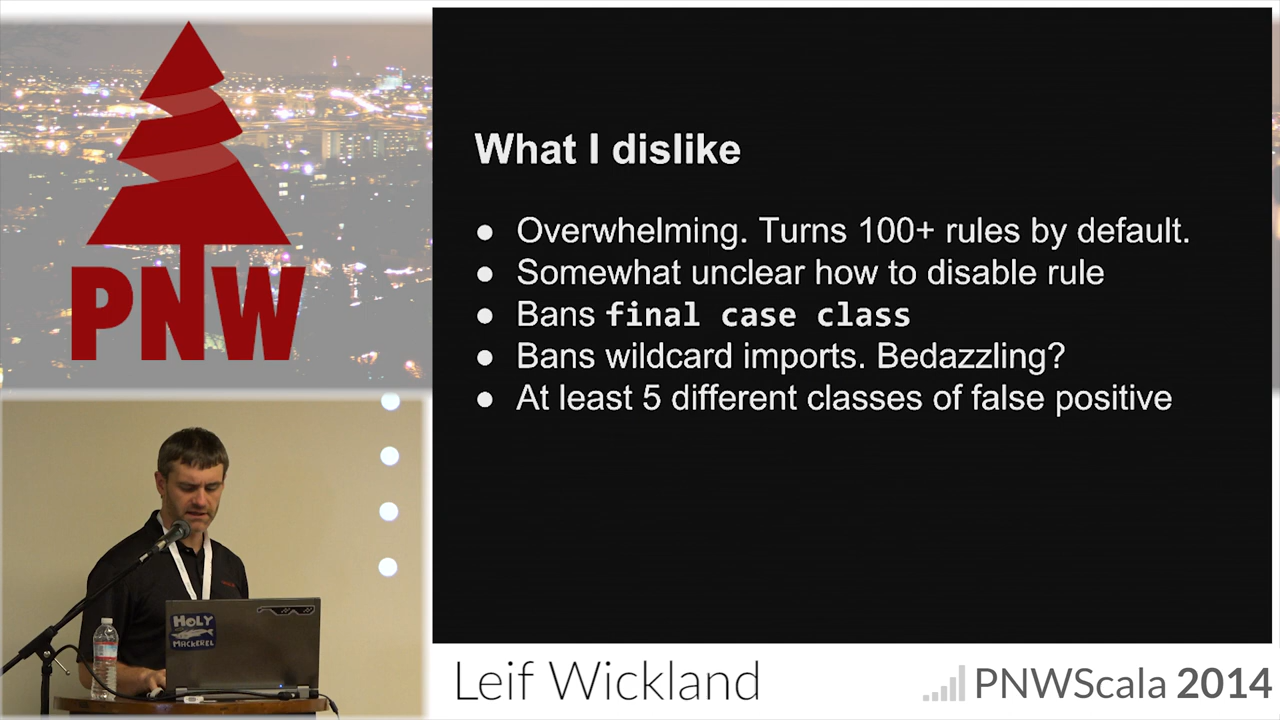 PNW
What I dislike
● Overwhelming. Turns 100+ rules by default.
● Somewhat unclear how to disable rule
● Bans final case class
● Bans wildcard imports. Bedazzling?
● At least 5 different classes of false positive
HOLY
MACKEREL
Leif Wickland
PNWScala 2014